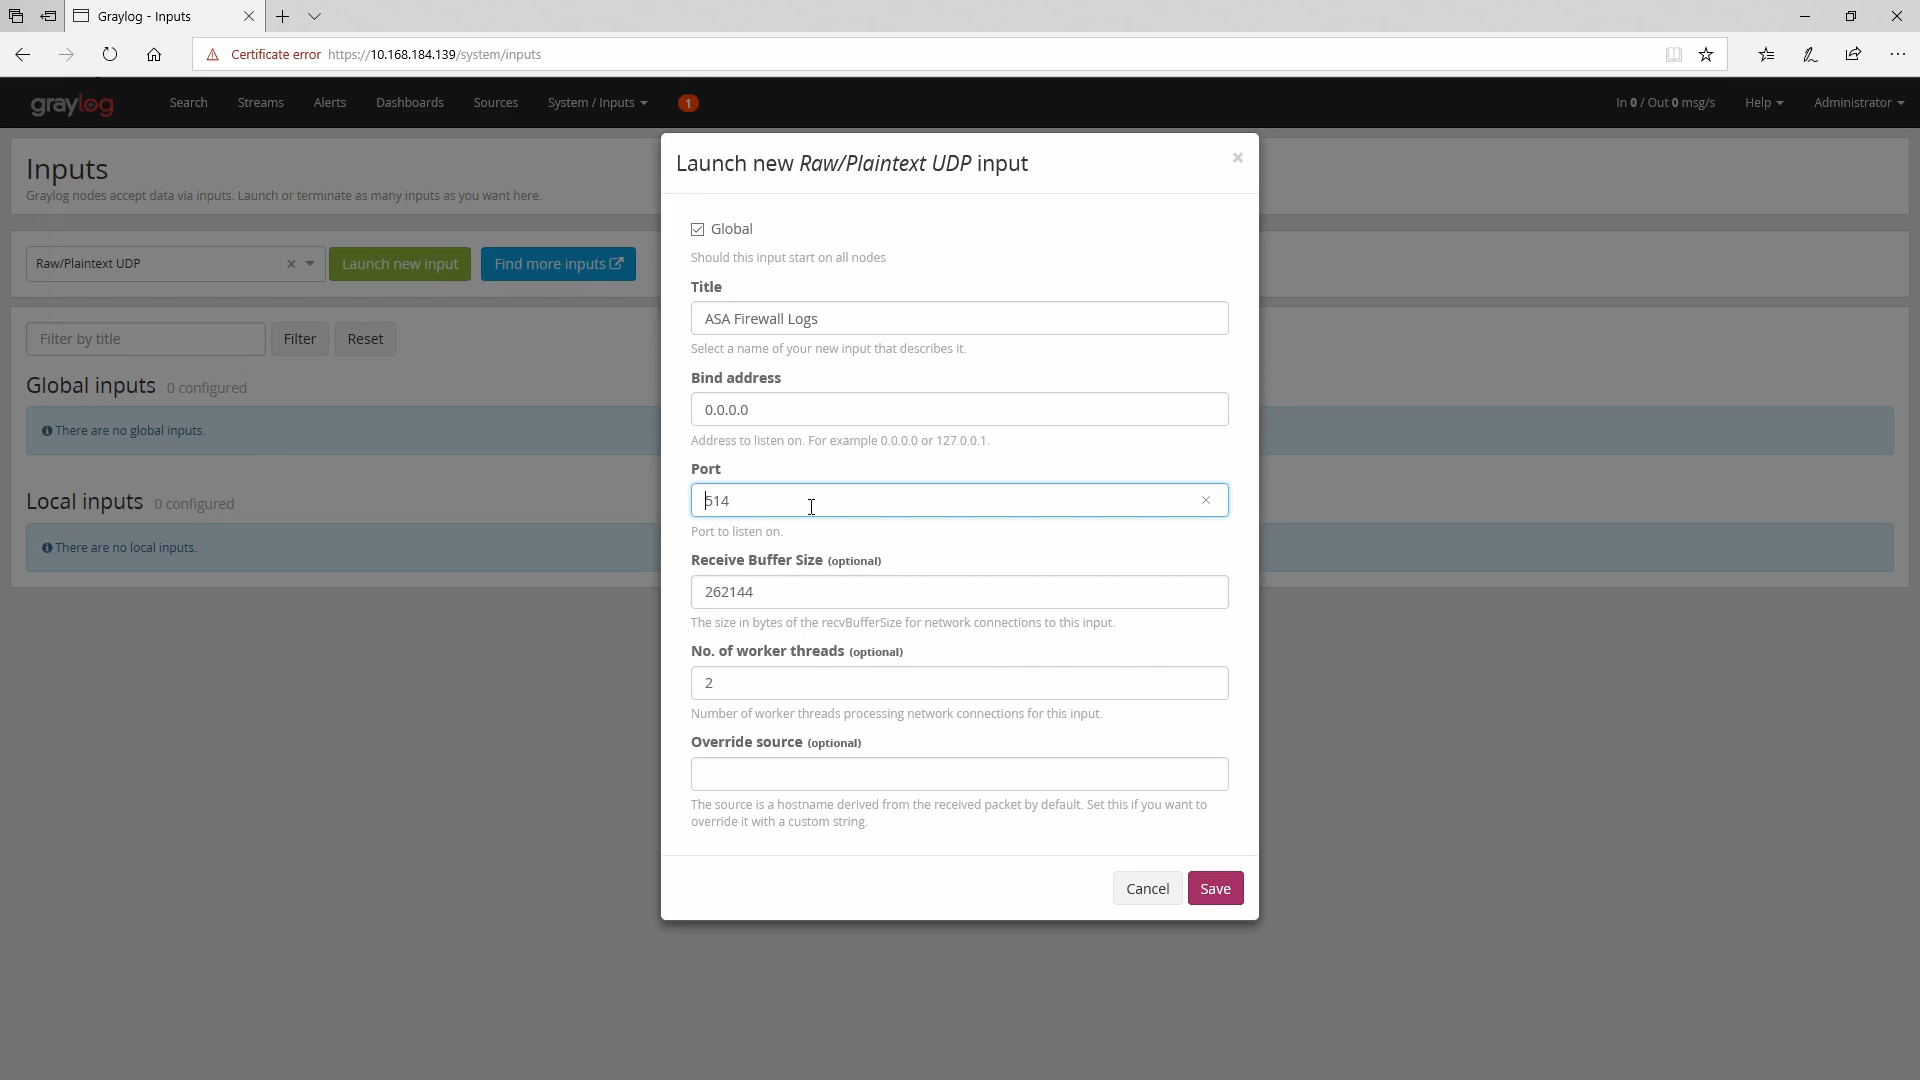 Graylog - Inputs
Certificate error https://10.168.184.139/system/inputs
graylog Search Streams Alerts Dashboards Sources System / Inputs 1 In 0 / Out 0 msg/s Help Administrator
Inputs
Graylog nodes accept data via inputs. Launch or terminate as many inputs as you want here.
Raw/Plaintext UDP Launch new input Find more inputs
Filter by title Filter Reset
Global inputs 0 configured
There are no global inputs.
Local inputs 0 configured
There are no local inputs.
Launch new Raw/Plaintext UDP input
Global
Should this input start on all nodes
Title
ASA Firewall Logs
Select a name of your new input that describes it.
Bind address
0.0.0.0
Address to listen on. For example 0.0.0.0 or 127.0.0.1.
Port
514
Port to listen on.
Receive Buffer Size (optional)
262144
The size in bytes of the recvBufferSize for network connections to this input.
No. of worker threads (optional)
2
Number of worker threads processing network connections for this input.
Override source (optional)
The source is a hostname derived from the received packet by default. Set this if you want to
override it with a custom string.
Cancel Save